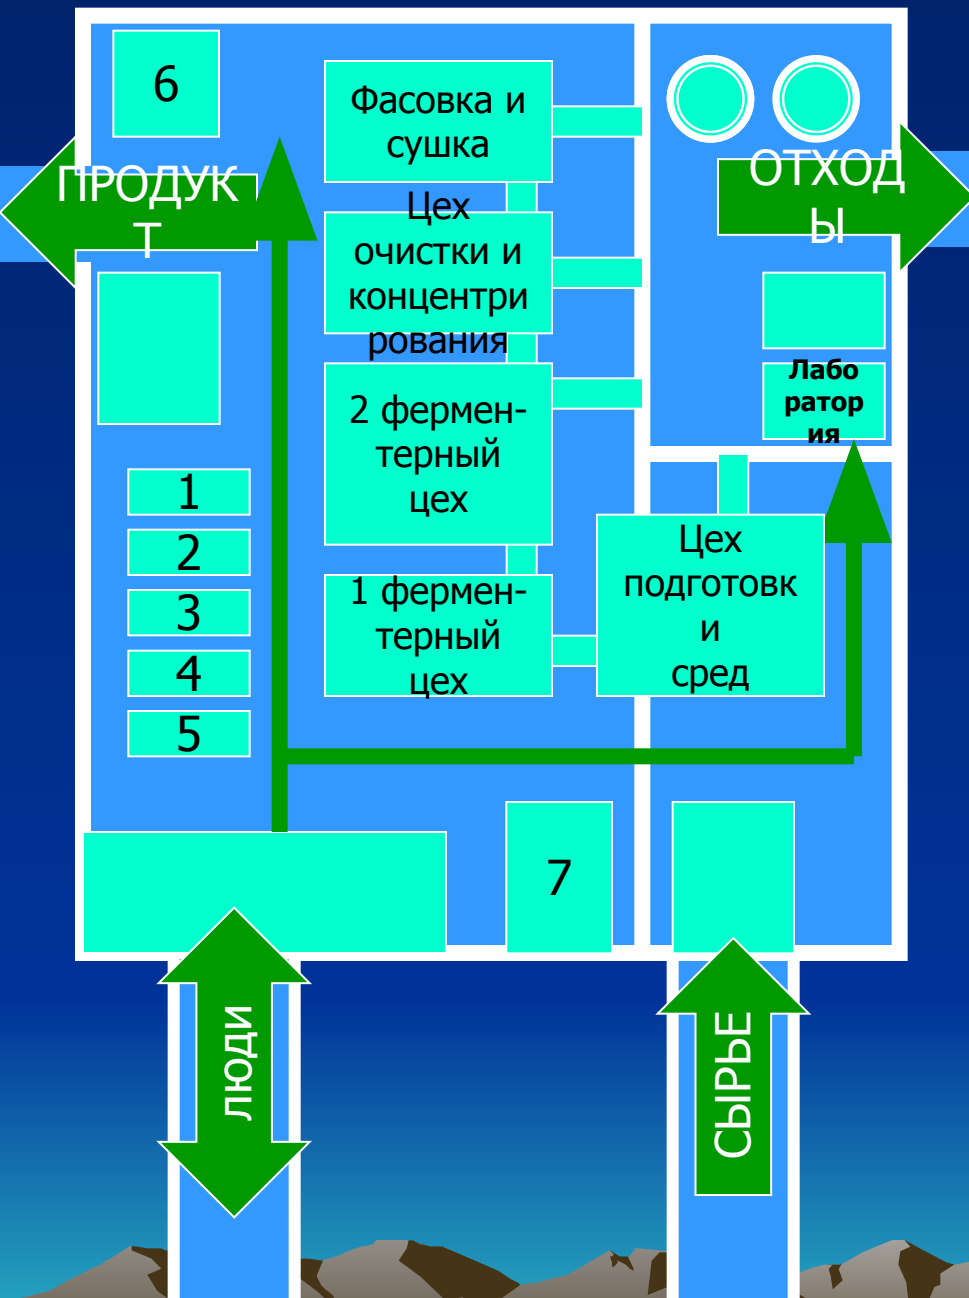 6
Фасовка и
сушка
ПРОДУК
Т
ОТХОД
Ы
Цех
очистки и
концентри
рования
Лабо
ратор
ия
2 фермен-
терный
цех
1
2
3
4
5
1 фермен-
терный
цех
Цех
подготовк
и
сред
7
ЛЮДИ
СЫРЬЕ